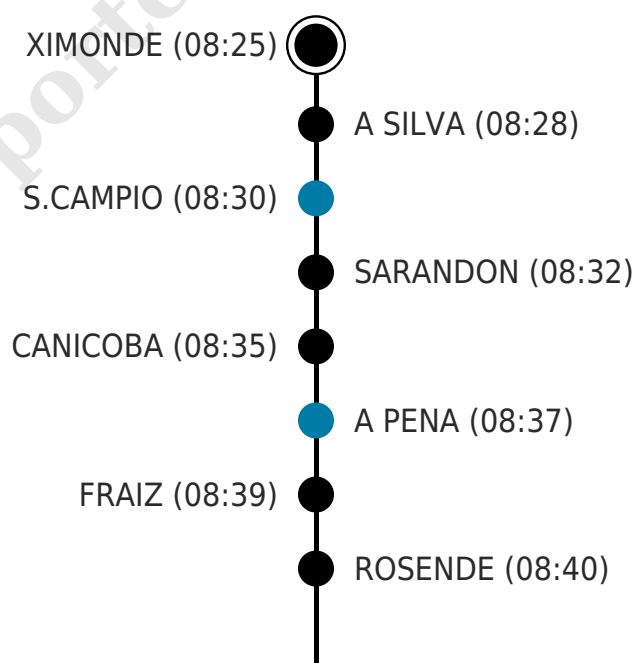 XIMONDE (08:25)
A SILVA (08:28)
S.CAMPIO (08:30)
SARANDON (08:32)
CANICOBA (08:35)
A PENA (08:37)
FRAIZ (08:39)
ROSENDE (08:40)
porte